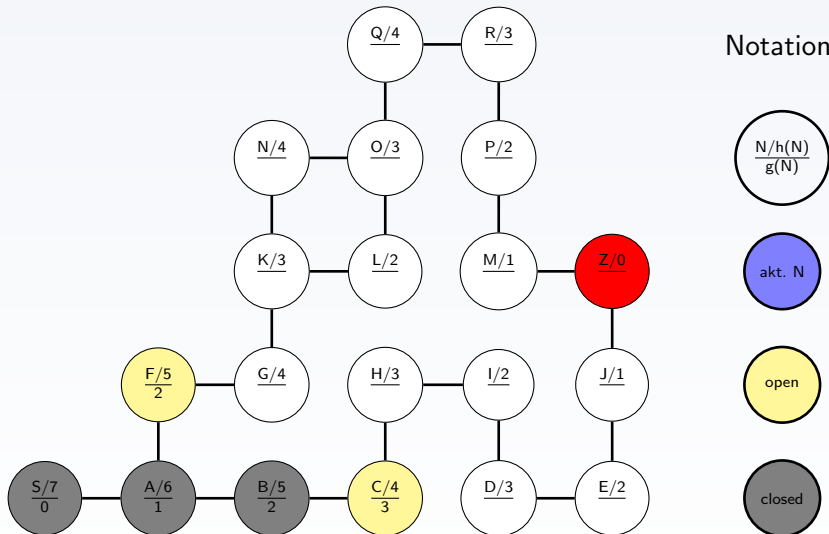 Q/4
R/3
Notation
N/4
O/3
P/2
N/h(N)
g(N)
K/3
L/2
M/1
Z/0
akt. N
F/5
2
G/4
H/3
I/2
J/1
open
S/7
0
A/6
1
B/5
2
C/4
3
D/3
E/2
closed